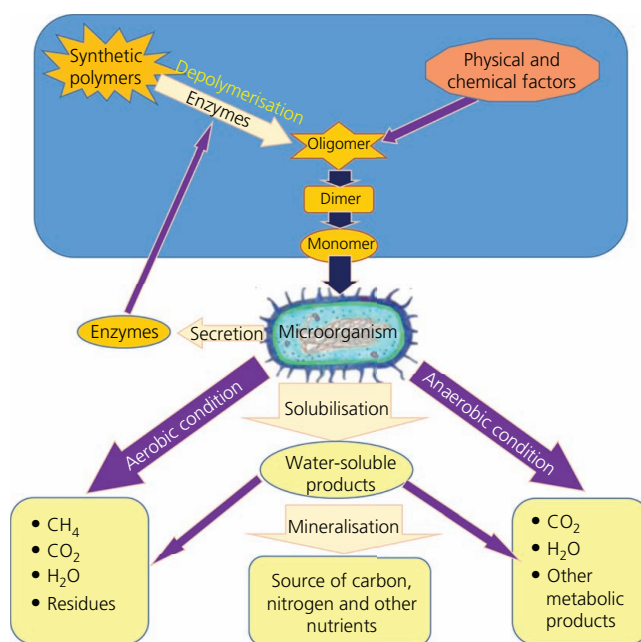 Synthetic
polymers
Depolymerisation
Enzymes
Physical and
chemical factors
Oligomer
Dimer
Monomer
Enzymes
Secretion
Microorganism
Aerobic condition
Solubilisation
Anaerobic condition
Water-soluble
products
Mineralisation
• CH₄
• CO₂
• H₂O
• Residues
Source of carbon,
nitrogen and other
nutrients
• CO₂
• H₂O
• Other
metabolic
products